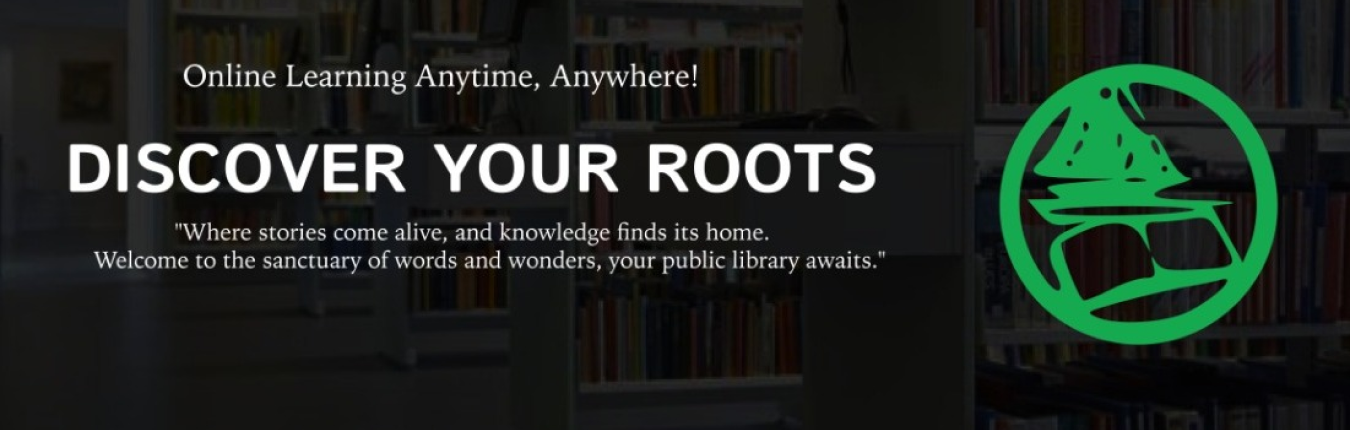 Online Learning Anytime, Anywhere!
DISCOVER YOUR ROOTS
"Where stories come alive, and knowledge finds its home.
Welcome to the sanctuary of words and wonders, your public library awaits."